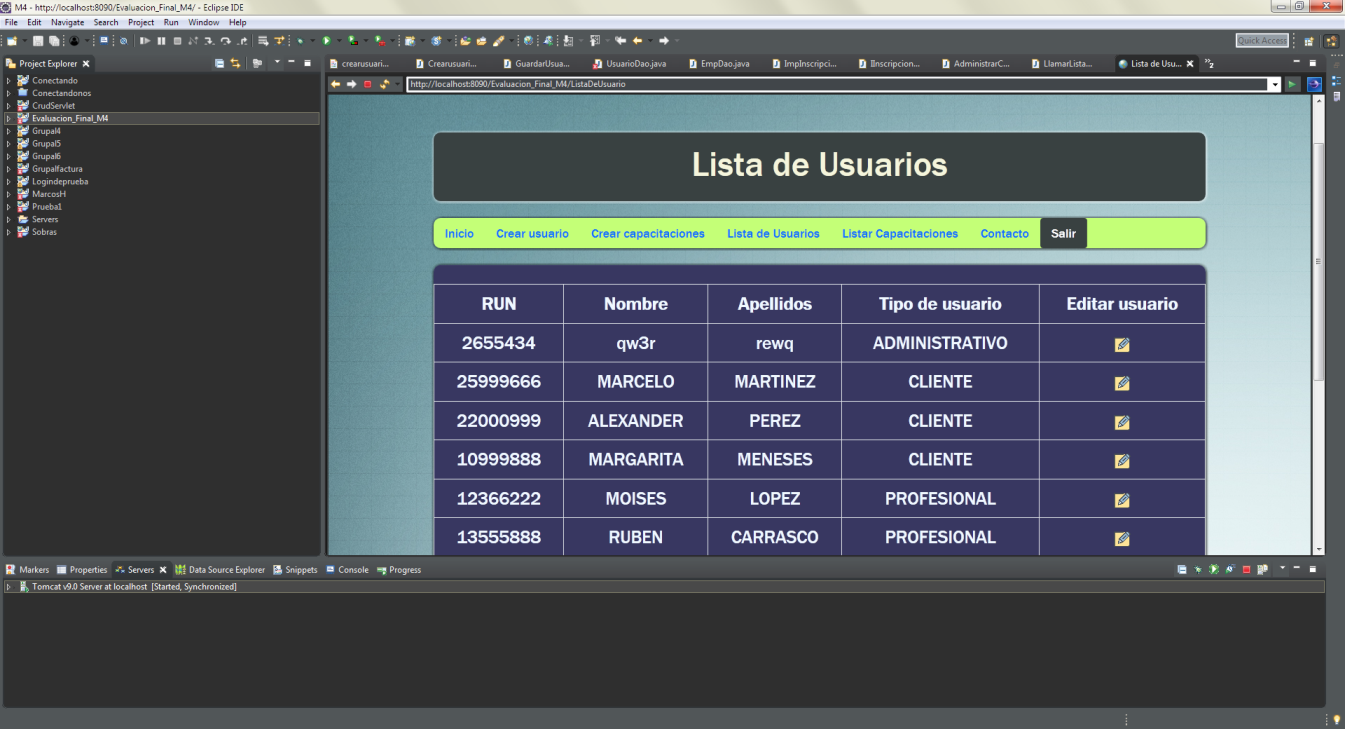 M4 - http://localhost:8090/Evaluacion_Final_M4/ - Eclipse IDE
File Edit Navigate Search Project Run Window Help
Quick Access
Project Explorer
crearusuari... Crearusuari... GuardarUsua... UsuarioDao.java EmpDao.java ImpInscripci... IInscripcion... AdministrarC... LlamarLista... Lista de Usu... »2
http://localhost:8090/Evaluacion_Final_M4/ListaDeUsuario
Conectando
Conectandonos
CrudServlet
Evaluacion_Final_M4
Grupal4
Grupal5
Grupal6
Grupalfactura
Logindeprueba
MarcosH
Prueba1
Servers
Sobras
Lista de Usuarios
Inicio Crear usuario Crear capacitaciones Lista de Usuarios Listar Capacitaciones Contacto Salir
RUN Nombre Apellidos Tipo de usuario Editar usuario
2655434 qw3r rewq ADMINISTRATIVO
25999666 MARCELO MARTINEZ CLIENTE
22000999 ALEXANDER PEREZ CLIENTE
10999888 MARGARITA MENESES CLIENTE
12366222 MOISES LOPEZ PROFESIONAL
13555888 RUBEN CARRASCO PROFESIONAL
Markers Properties Servers Data Source Explorer Snippets Console Progress
Tomcat v9.0 Server at localhost [Started, Synchronized]